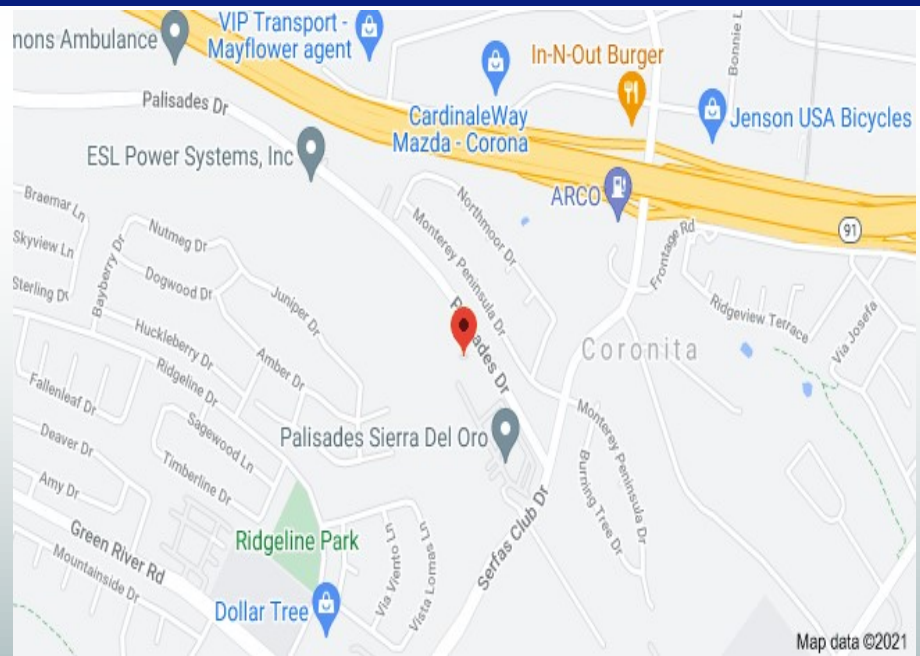 VIP Transport -
Mayflower agent
mons Ambulance
In-N-Out Burger
Bonnie L
Palisades Dr
CardinaleWay
Mazda - Corona
Jenson USA Bicycles
ESL Power Systems, Inc
ARCO
Braemar Ln
Northmoor Dr
Nutmeg Dr
Monterey Peninsula Dr
Frontage Rd
91
Skyview Ln
Bayberry Dr
Dogwood Dr
Juniper Dr
Sterling Dr
Ridgeview Terrace
Via Josefa
Huckleberry Dr
Amber Dr
Ridgeline Dr
Coronita
Fallenleaf Dr
Sagewood Ln
Palisades Sierra Del Oro
Monterey Peninsula Dr
Deaver Dr
Timberline Dr
Burning Tree Dr
Amy Dr
Serfas Club Dr
Green River Rd
Ridgeline Park
Via Viento Ln
Vista Lomas Ln
Mountainside Dr
Dollar Tree
Map data ©2021